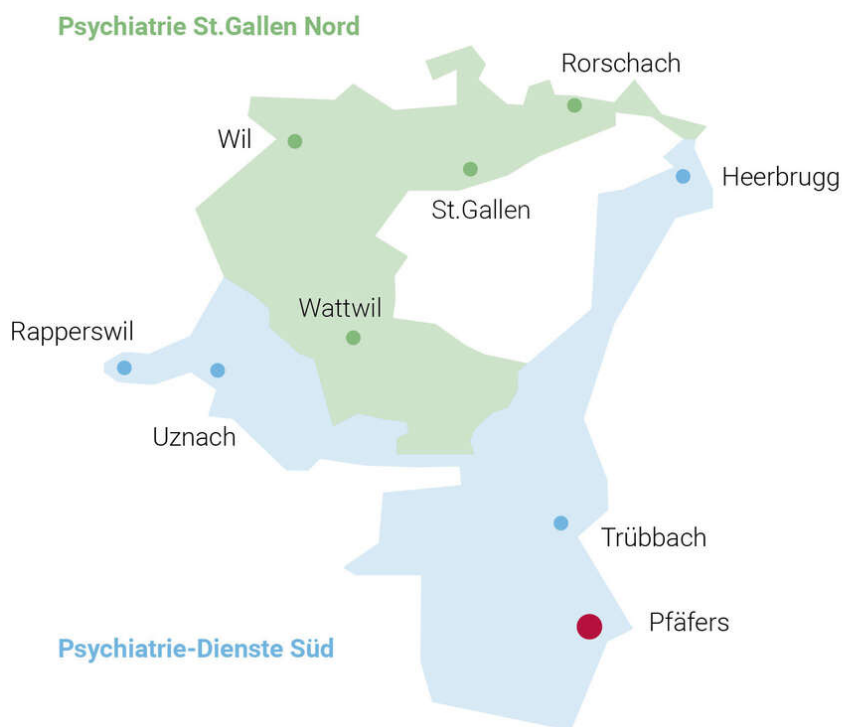 Psychiatrie St.Gallen Nord
Rorschach
Wil
Heerbrugg
St.Gallen
Wattwil
Rapperswil
Uznach
Trübbach
Pfäfers
Psychiatrie-Dienste Süd